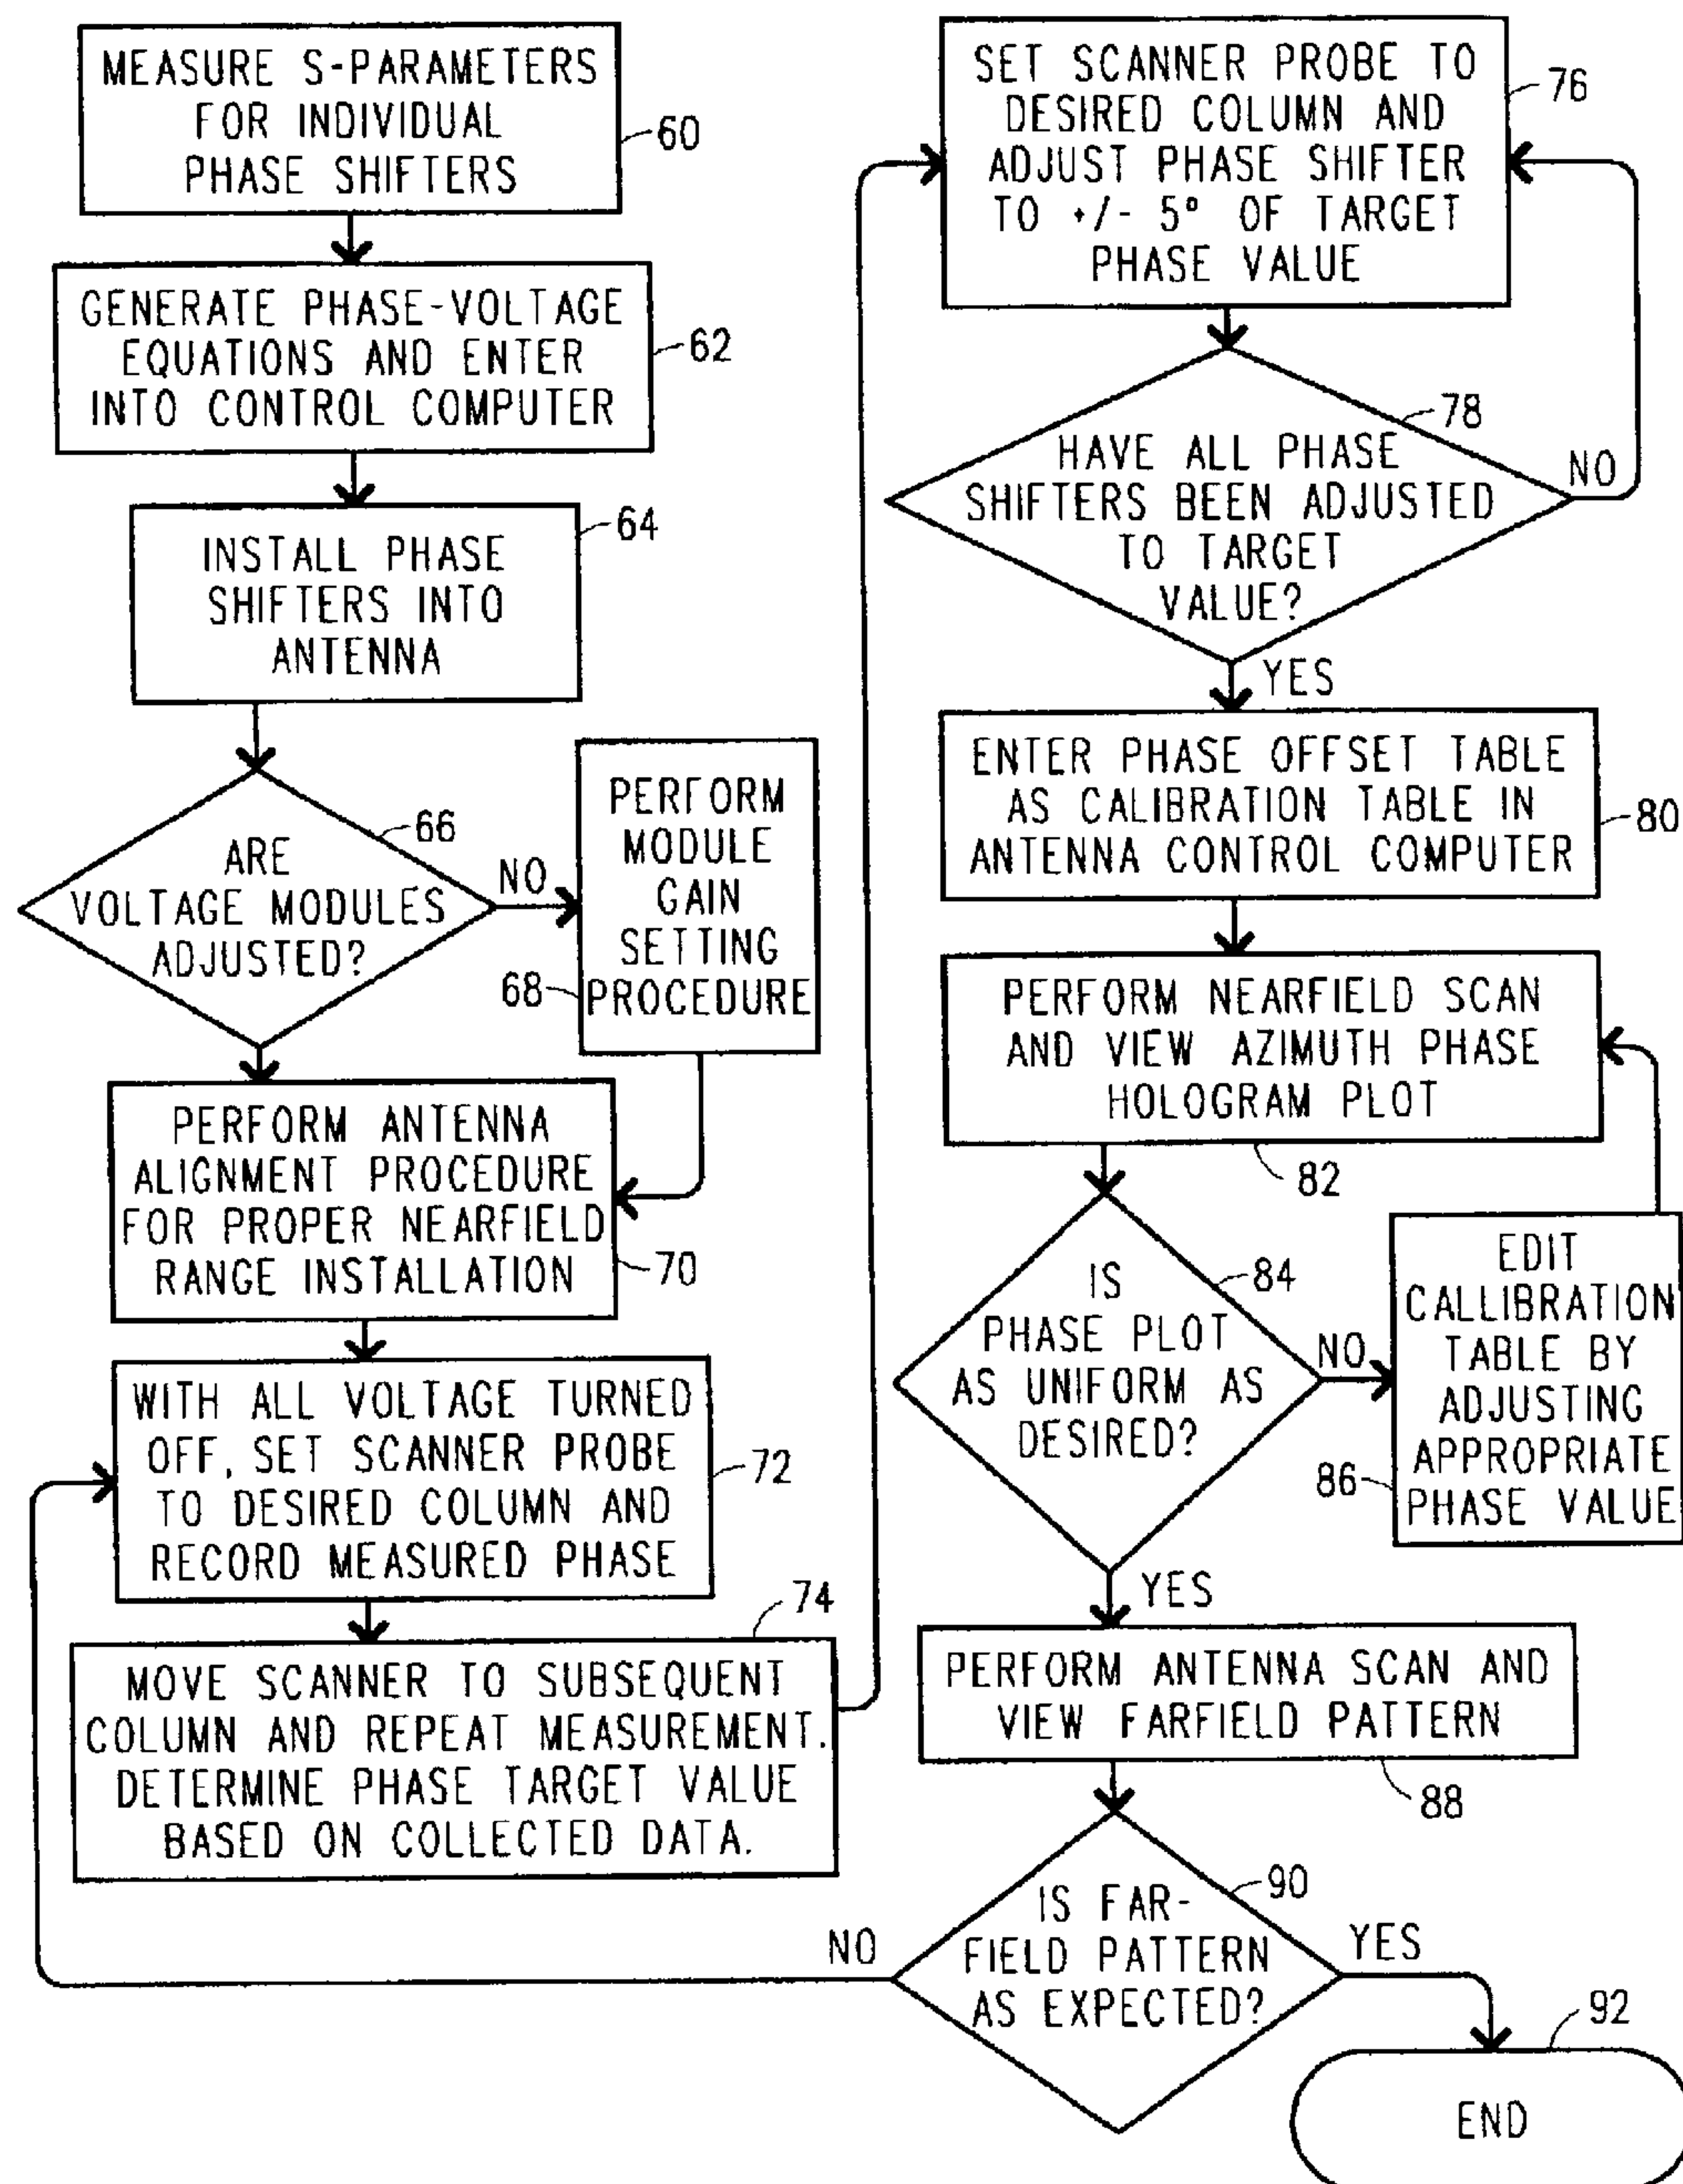 MEASURE S-PARAMETERS
FOR INDIVIDUAL
PHASE SHIFTERS
60
GENERATE PHASE-VOLTAGE
EQUATIONS AND ENTER
INTO CONTROL COMPUTER
62
INSTALL PHASE
SHIFTERS INTO
ANTENNA
64
ARE
VOLTAGE MODULES
ADJUSTED?
66
NO
PERFORM
MODULE
GAIN
SETTING
PROCEDURE
68
PERFORM ANTENNA
ALIGNMENT PROCEDURE
FOR PROPER NEARFIELD
RANGE INSTALLATION
70
WITH ALL VOLTAGE TURNED
OFF, SET SCANNER PROBE
TO DESIRED COLUMN AND
RECORD MEASURED PHASE
72
74
MOVE SCANNER TO SUBSEQUENT
COLUMN AND REPEAT MEASUREMENT.
DETERMINE PHASE TARGET VALUE
BASED ON COLLECTED DATA.
SET SCANNER PROBE TO
DESIRED COLUMN AND
ADJUST PHASE SHIFTER
TO +/- 5° OF TARGET
PHASE VALUE
76
78
HAVE ALL PHASE
SHIFTERS BEEN ADJUSTED
TO TARGET
VALUE?
NO
YES
ENTER PHASE OFFSET TABLE
AS CALIBRATION TABLE IN
ANTENNA CONTROL COMPUTER
80
PERFORM NEARFIELD SCAN
AND VIEW AZIMUTH PHASE
HOLOGRAM PLOT
82
IS
PHASE PLOT
AS UNIFORM AS
DESIRED?
84
NO
EDIT
CALLIBRATION
TABLE BY
ADJUSTING
APPROPRIATE
PHASE VALUE
86
YES
PERFORM ANTENNA SCAN AND
VIEW FARFIELD PATTERN
88
IS FAR-
FIELD PATTERN
AS EXPECTED?
90
NO
YES
92
END